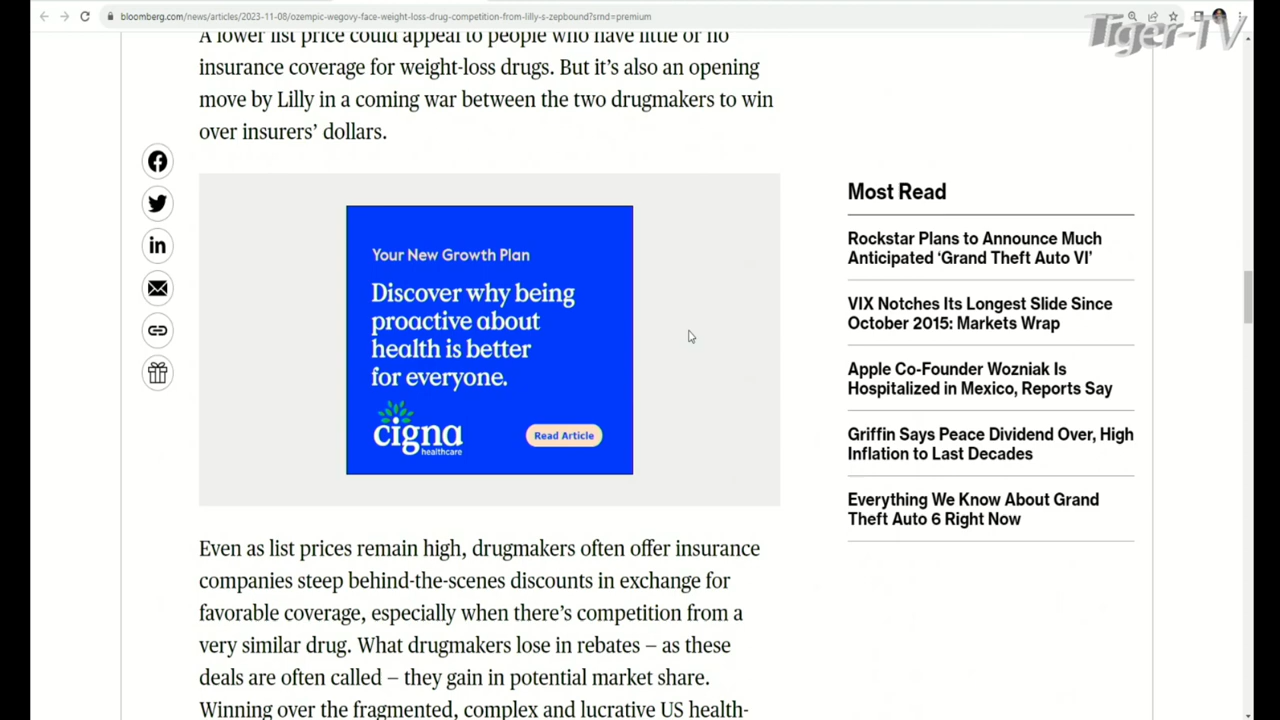 bloomberg.com/news/articles/2023-11-08/ozempic-wegovy-face-weight-loss-drug-competition-from-lilly-s-zepbound?srnd=premium
Tiger-TV
A lower list price could appeal to people who have little or no
insurance coverage for weight-loss drugs. But it’s also an opening
move by Lilly in a coming war between the two drugmakers to win
over insurers’ dollars.
Your New Growth Plan
Discover why being
proactive about
health is better
for everyone.
cigna
healthcare
Read Article
Even as list prices remain high, drugmakers often offer insurance
companies steep behind-the-scenes discounts in exchange for
favorable coverage, especially when there’s competition from a
very similar drug. What drugmakers lose in rebates – as these
deals are often called – they gain in potential market share.
Winning over the fragmented, complex and lucrative US health-
Most Read
Rockstar Plans to Announce Much
Anticipated ‘Grand Theft Auto VI’
VIX Notches Its Longest Slide Since
October 2015: Markets Wrap
Apple Co-Founder Wozniak Is
Hospitalized in Mexico, Reports Say
Griffin Says Peace Dividend Over, High
Inflation to Last Decades
Everything We Know About Grand
Theft Auto 6 Right Now